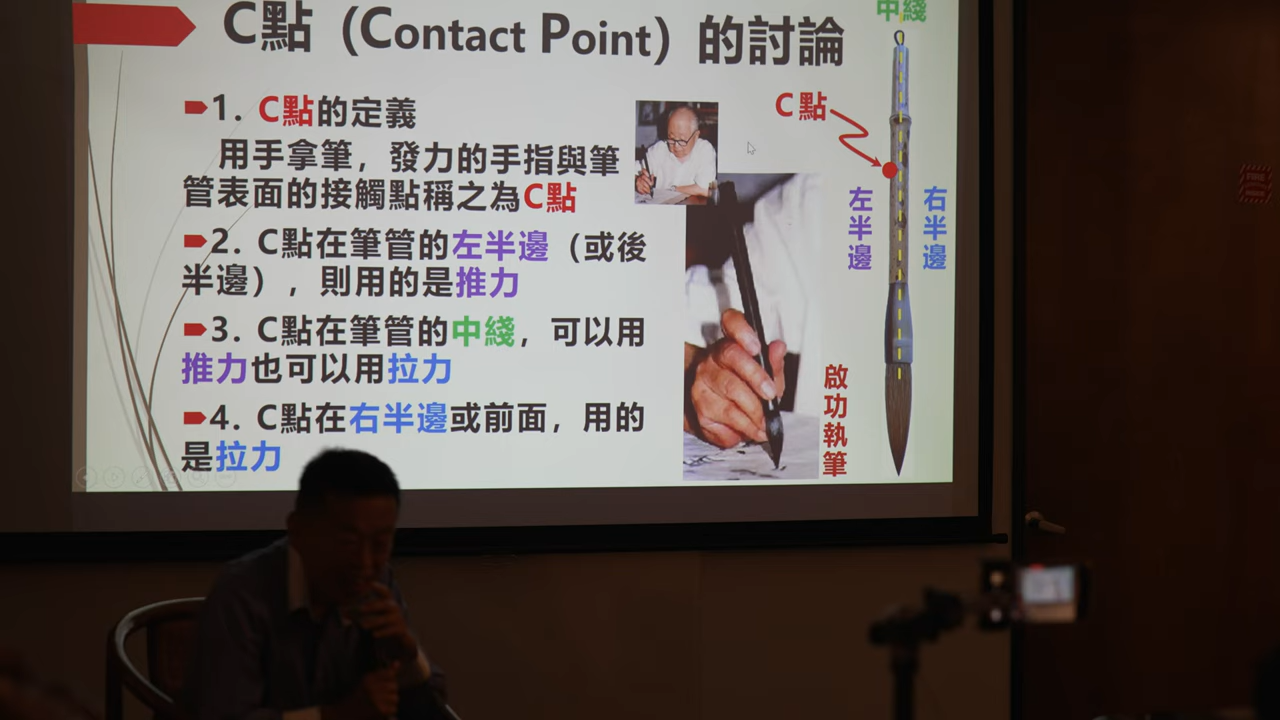 C點（Contact Point）的討論
1. C點的定義
用手拿筆，發力的手指與筆
管表面的接觸點稱之為C點
2. C點在筆管的左半邊（或後
半邊），則用的是推力
3. C點在筆管的中綫，可以用
推力也可以用拉力
4. C點在右半邊或前面，用的
是拉力
中綫
C點
左半邊
右半邊
啟功執筆
FIRE